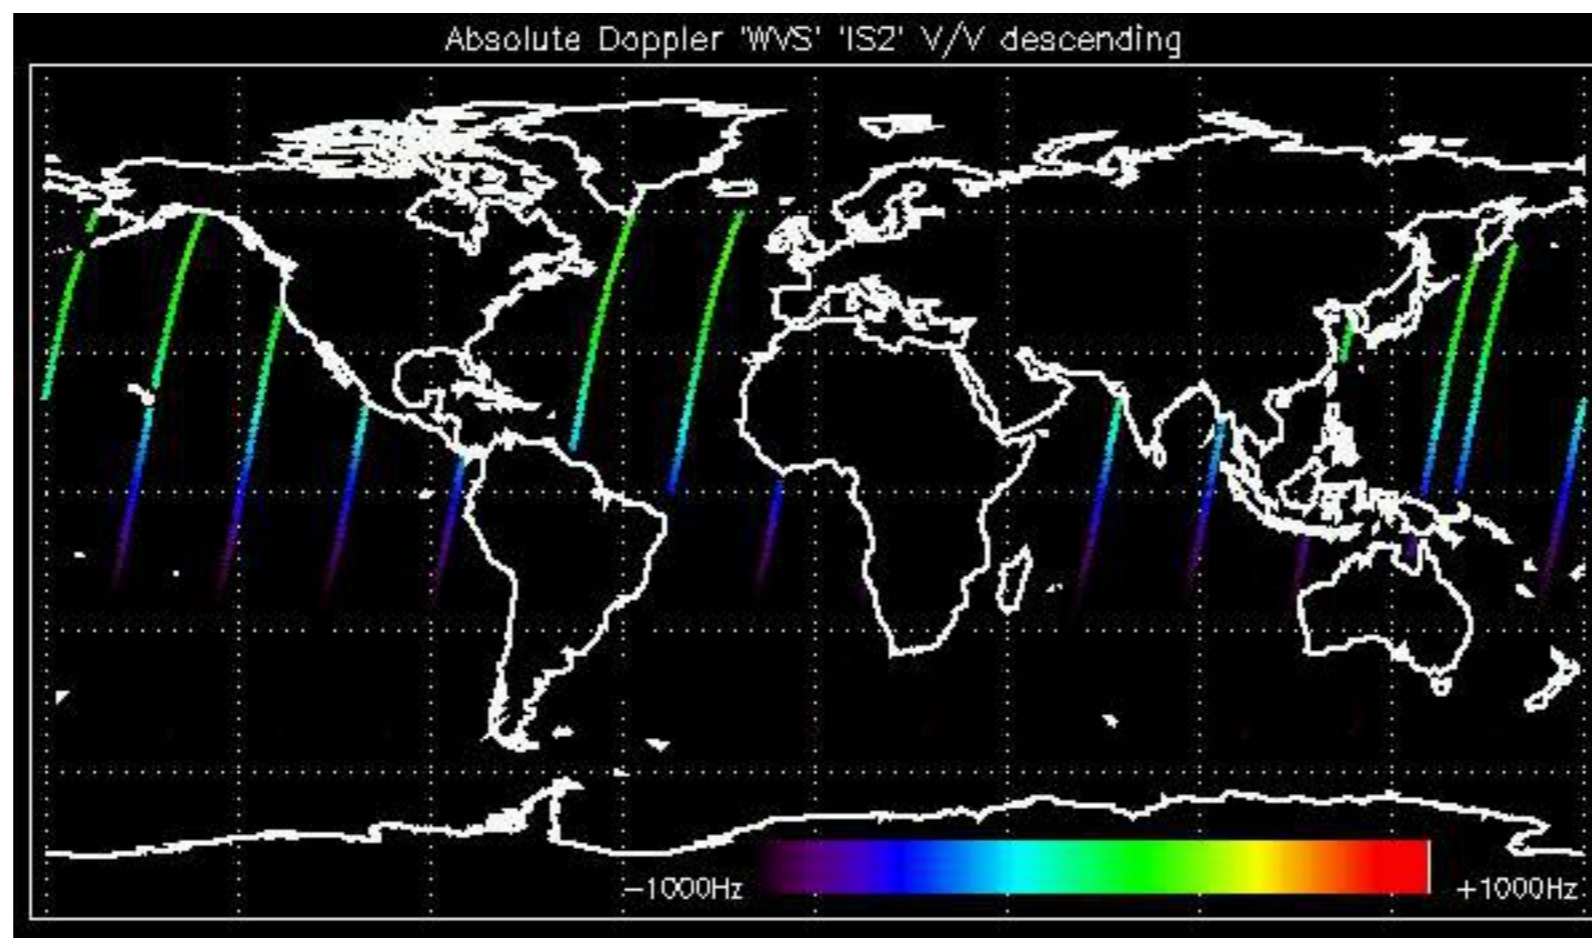 Absolute Doppler 'WVS' 'IS2' V/V descending
−1000Hz
+1000Hz